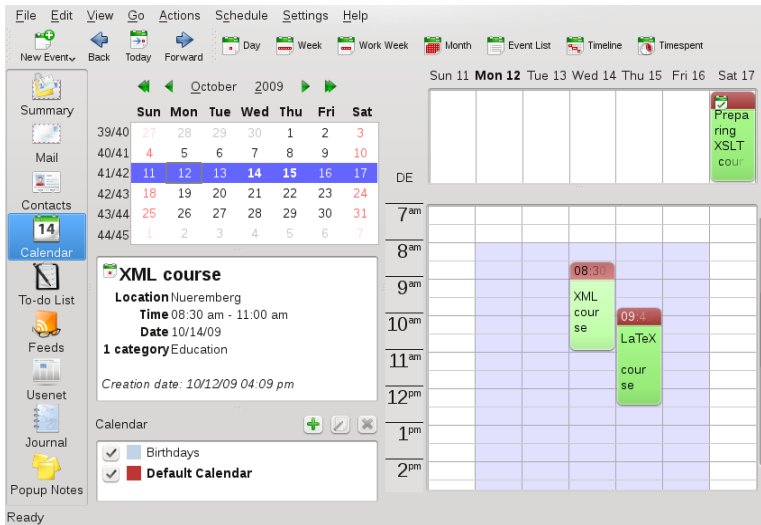 File Edit View Go Actions Schedule Settings Help
New Event Back Today Forward Day Week Work Week Month Event List Timeline Timespent
Summary
Mail
Contacts
14
Calendar
To-do List
Feeds
Usenet
Journal
Popup Notes
October 2009
Sun Mon Tue Wed Thu Fri Sat
39/40 27 28 29 30 1 2 3
40/41 4 5 6 7 8 9 10
41/42 11 12 13 14 15 16 17
42/43 18 19 20 21 22 23 24
43/44 25 26 27 28 29 30 31
44/45 1 2 3 4 5 6 7
XML course
Location Nueremberg
Time 08:30 am - 11:00 am
Date 10/14/09
1 category Education
Creation date: 10/12/09 04:09 pm
Calendar
Birthdays
Default Calendar
Sun 11 Mon 12 Tue 13 Wed 14 Thu 15 Fri 16 Sat 17
Prepa
ring
XSLT
cour
DE
7am
8am
9am
10am
11am
12pm
1pm
2pm
08:30
XML
cour
se
09:4
LaTeX
cour
se
Ready